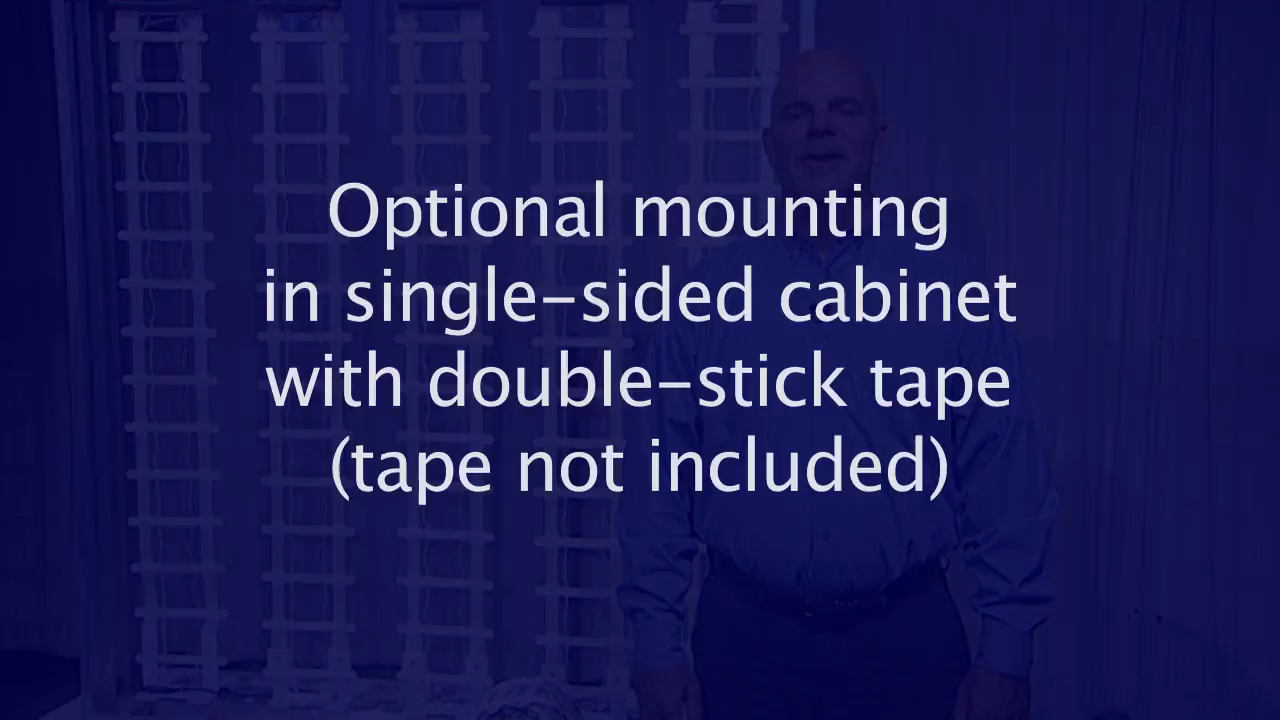 Optional mounting
in single-sided cabinet
with double-stick tape
(tape not included)